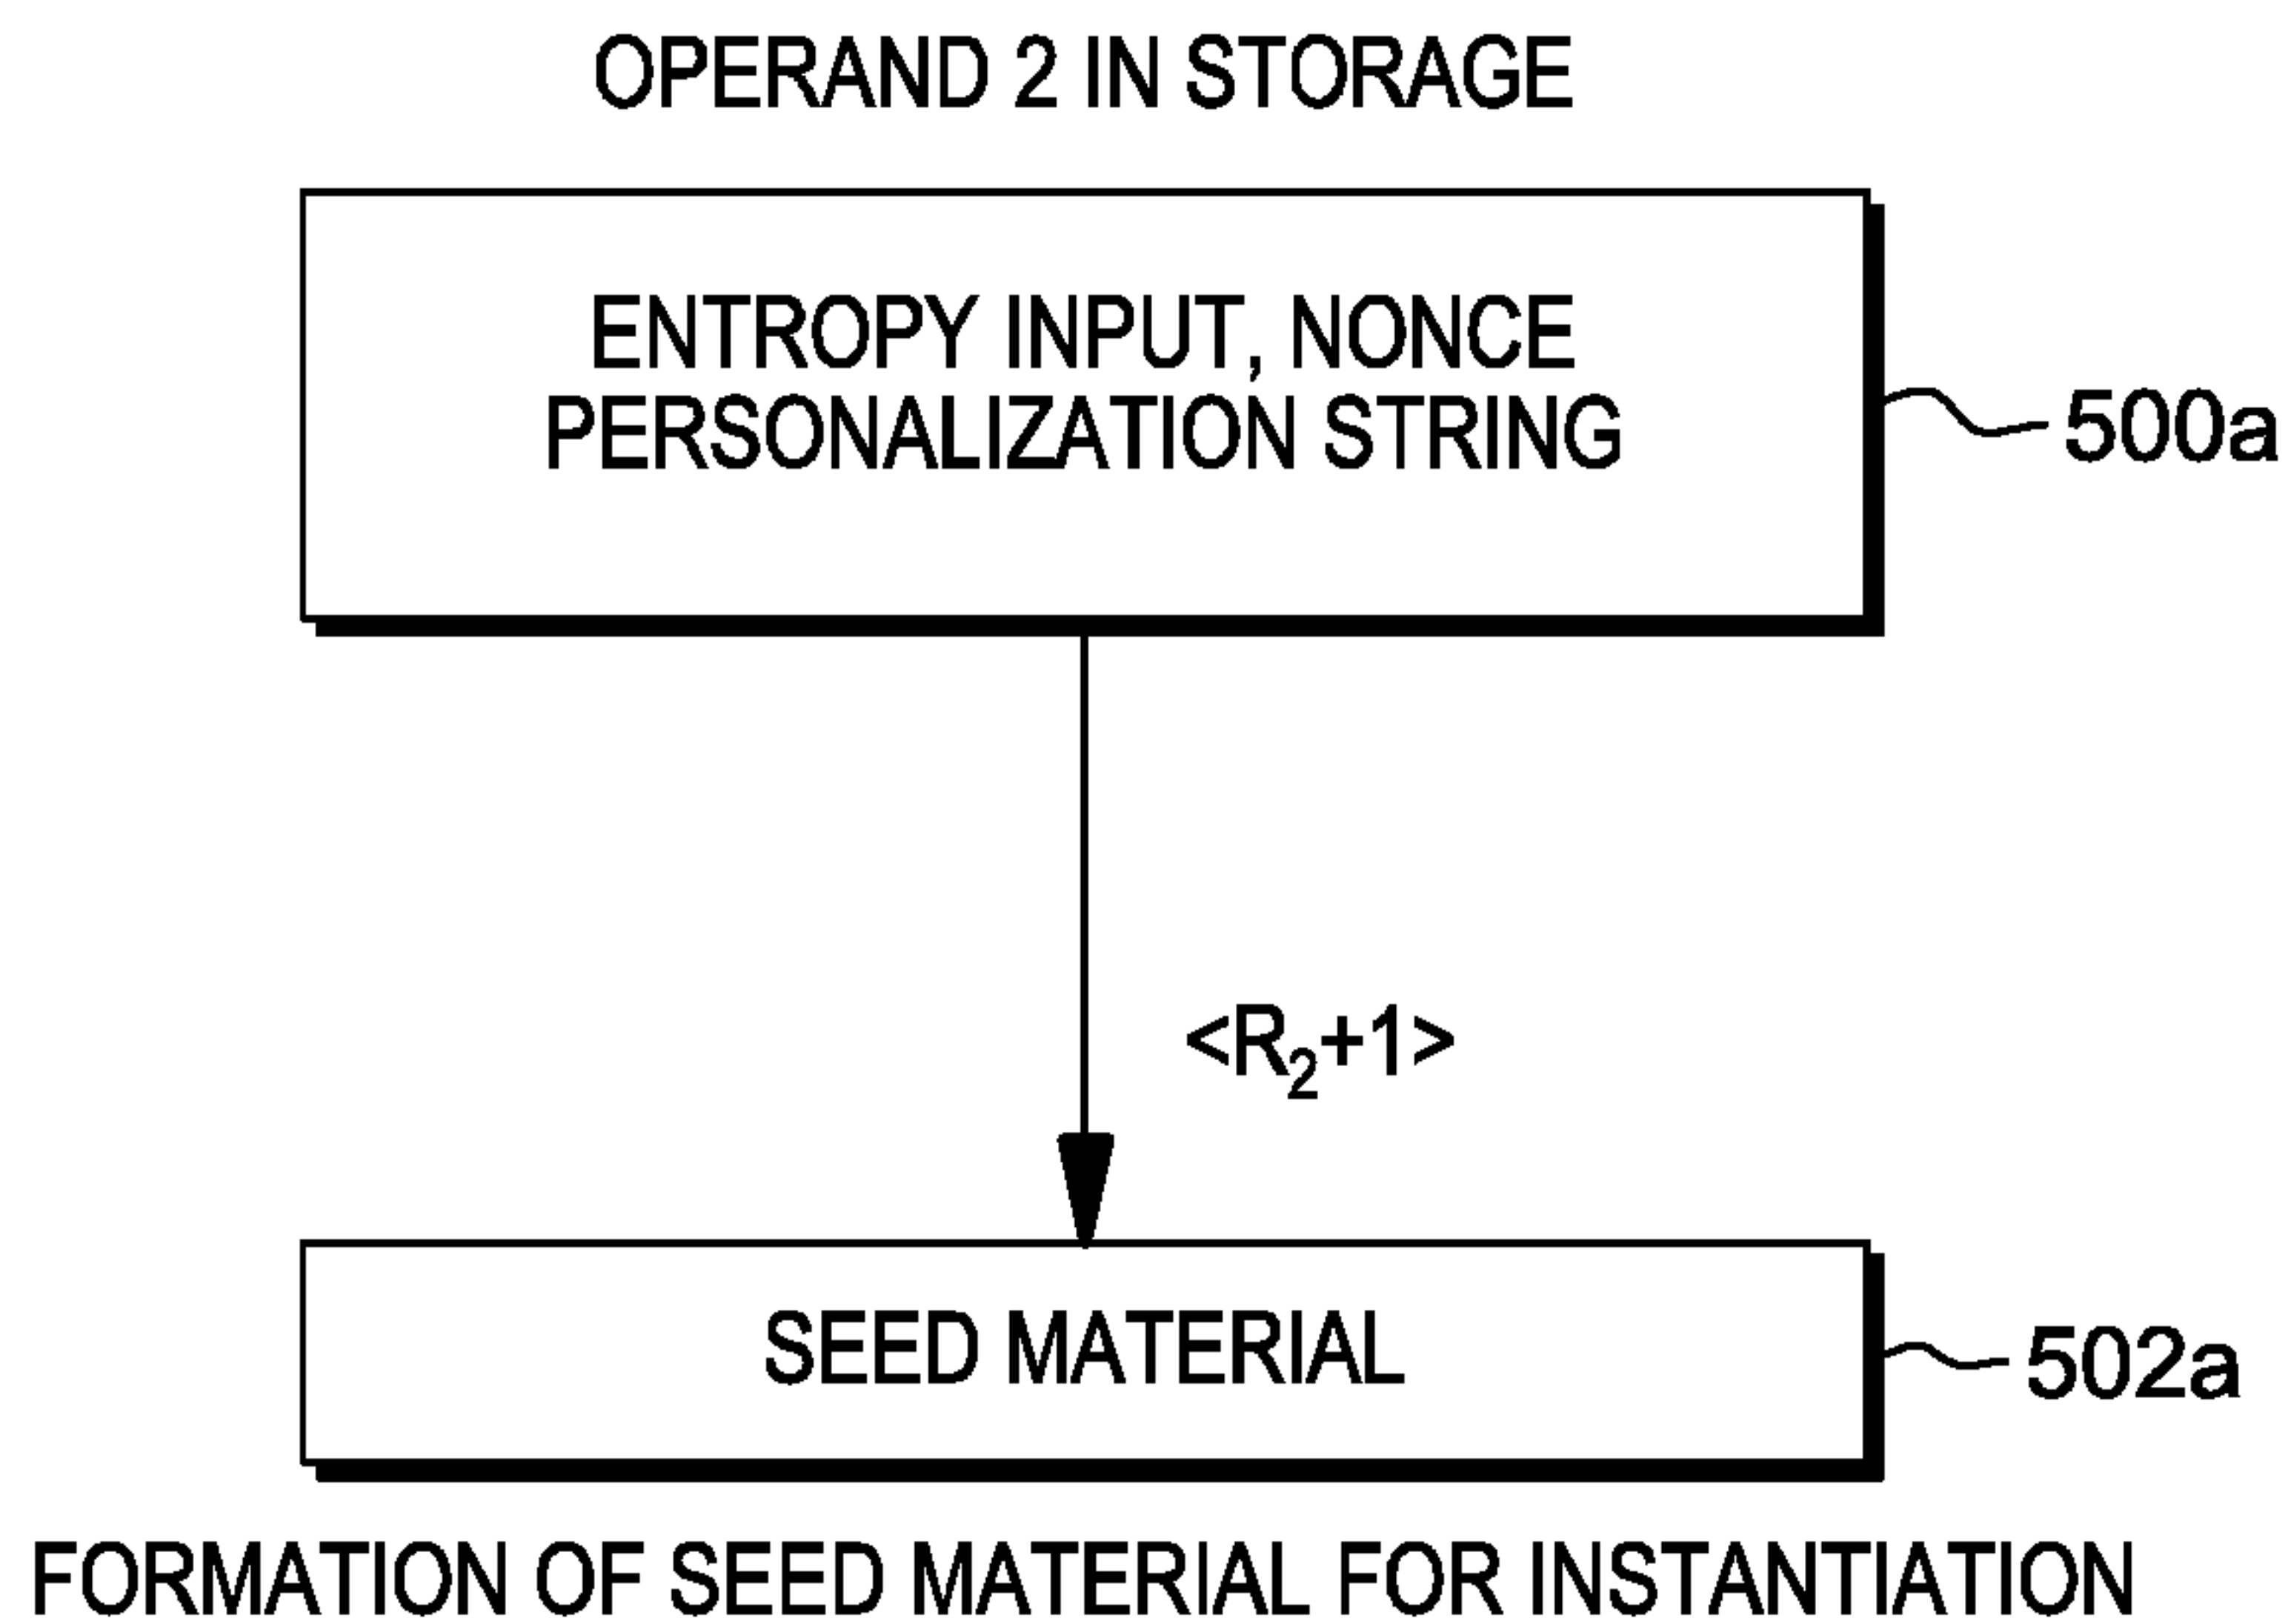 OPERAND 2 IN STORAGE
ENTROPY INPUT, NONCE
PERSONALIZATION STRING
500a
<R₂+1>
SEED MATERIAL
502a
FORMATION OF SEED MATERIAL FOR INSTANTIATION